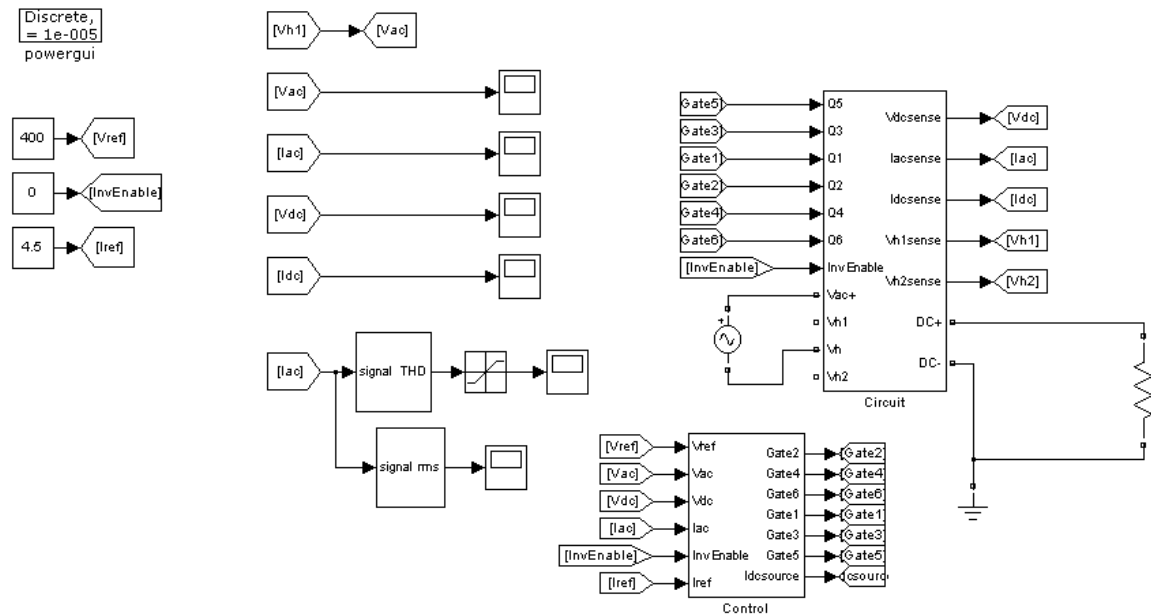 Discrete,
= 1e-005
powergui
400
[Vref]
0
[InvEnable]
4.5
[Iref]
[Vh1]
[Vac]
[Vac]
[Iac]
[Vdc]
[Idc]
[Iac]
signal THD
signal rms
Gate5]
Gate3]
Gate1]
Gate2]
Gate4]
Gate6]
[InvEnable]
Q5
Q3
Q1
Q2
Q4
Q6
InvEnable
Vac+
Vh1
Vh
Vh2
Vdcsense
Iacsense
Idcsense
Vh1sense
Vh2sense
DC+
DC-
[Vdc]
[Iac]
[Idc]
[Vh1]
[Vh2]
+
Circuit
[Vref]
[Vac]
[Vdc]
[Iac]
[InvEnable]
[Iref]
Vref
Vac
Vdc
Iac
InvEnable
Iref
Gate2
Gate4
Gate6
Gate1
Gate3
Gate5
Idcsource
[Gate2]
[Gate4]
[Gate6]
[Gate1]
[Gate3]
[Gate5]
dcsourc
Control